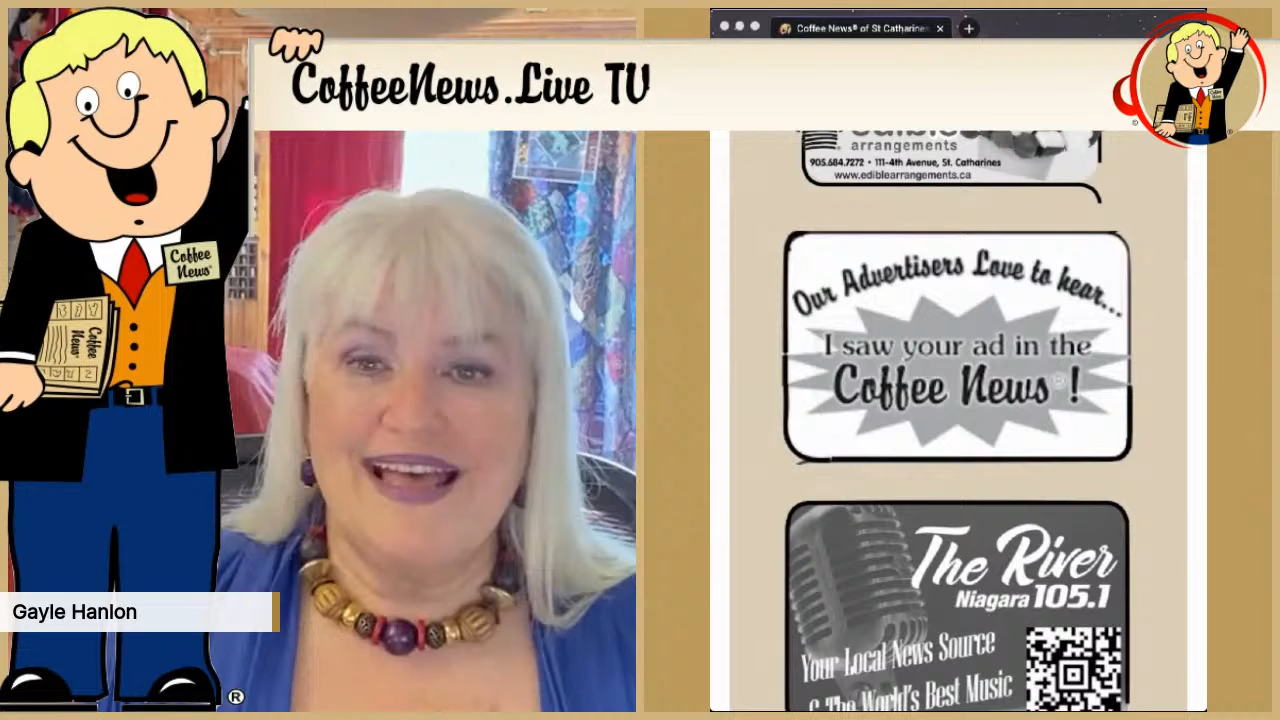 CoffeeNews.Live TV
Coffee News® of St Catharines
arrangements
905.684.7272 • 111-4th Avenue, St. Catharines
www.ediblearrangements.ca
Our Advertisers Love to hear...
I saw your ad in the
Coffee News® !
The River
Niagara 105.1
Your Local News Source
& The World's Best Music
Coffee
News®
Coffee
News
Gayle Hanlon
®